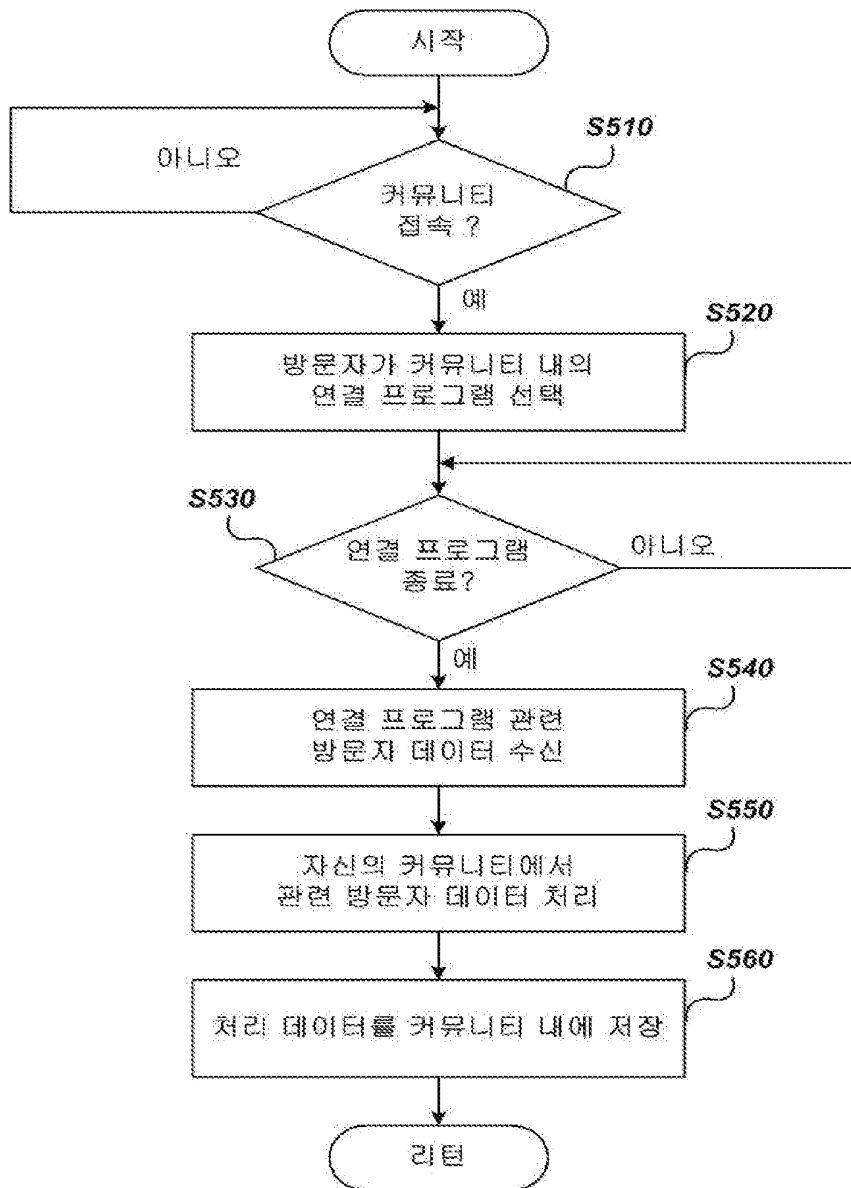 시작
S510
아니오
커뮤니티
접속 ?
예
S520
방문자가 커뮤니티 내의
연결 프로그램 선택
S530
연결 프로그램
종료?
아니오
예
S540
연결 프로그램 관련
방문자 데이터 수신
S550
자신의 커뮤니티에서
관련 방문자 데이터 처리
S560
처리 데이터를 커뮤니티 내에 저장
리턴